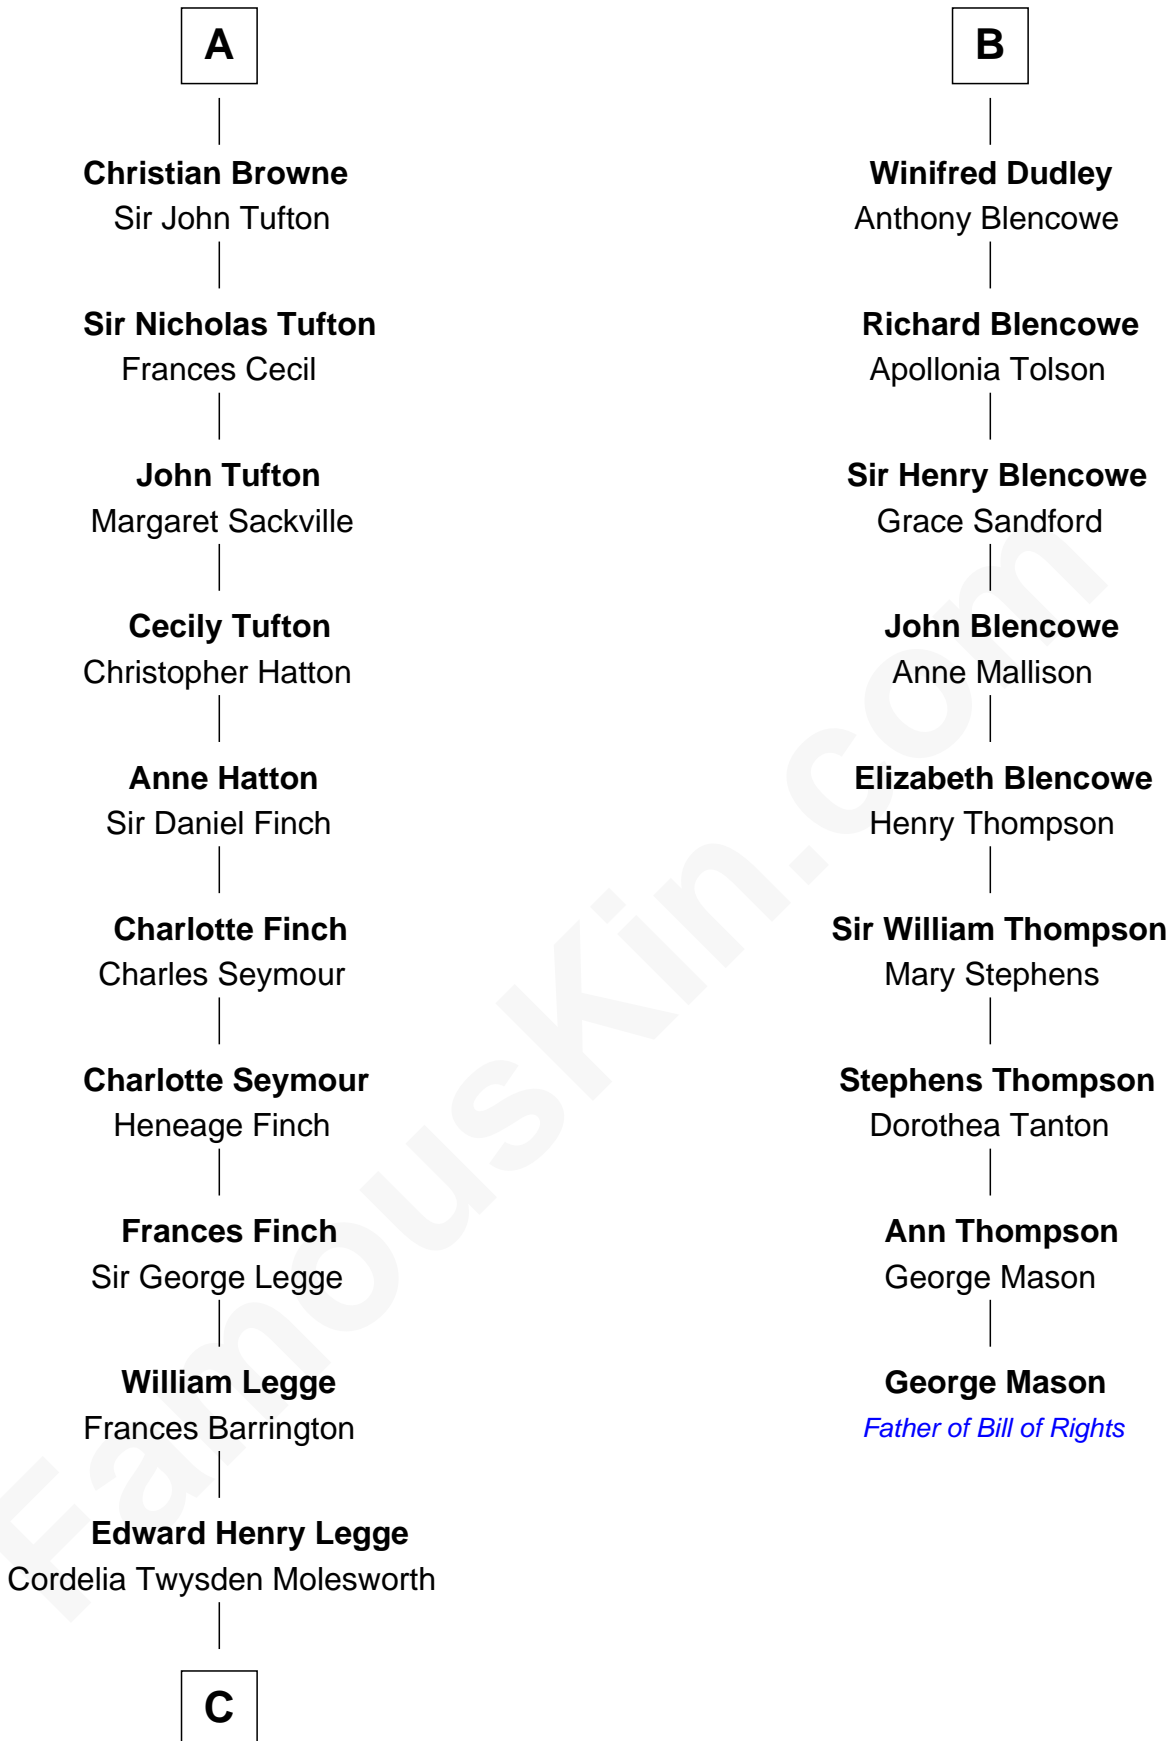 A
Christian Browne
Sir John Tufton
Sir Nicholas Tufton
Frances Cecil
John Tufton
Margaret Sackville
Cecily Tufton
Christopher Hatton
Anne Hatton
Sir Daniel Finch
Charlotte Finch
Charles Seymour
Charlotte Seymour
Heneage Finch
Frances Finch
Sir George Legge
William Legge
Frances Barrington
Edward Henry Legge
Cordelia Twysden Molesworth
C
B
Winifred Dudley
Anthony Blencowe
Richard Blencowe
Apollonia Tolson
Sir Henry Blencowe
Grace Sandford
John Blencowe
Anne Mallison
Elizabeth Blencowe
Henry Thompson
Sir William Thompson
Mary Stephens
Stephens Thompson
Dorothea Tanton
Ann Thompson
George Mason
George Mason
Father of Bill of Rights
FamousKin.com